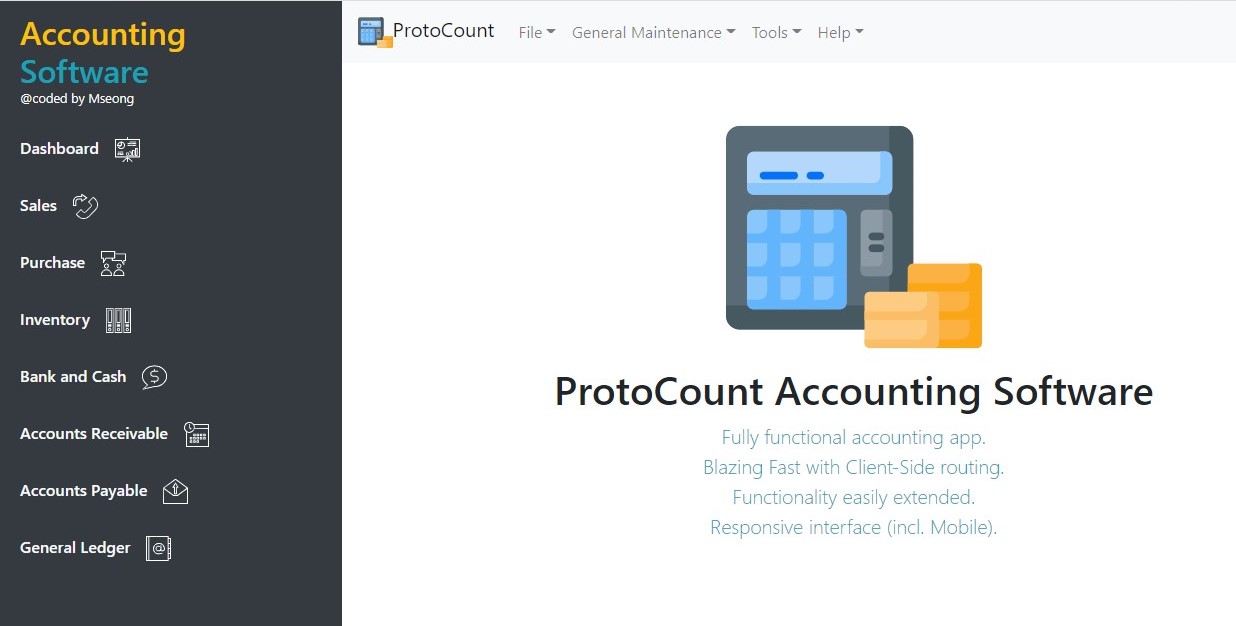 Accounting
Software
@coded by Mseong
Dashboard
Sales
Purchase
Inventory
Bank and Cash
Accounts Receivable
Accounts Payable
General Ledger
ProtoCount File General Maintenance Tools Help
ProtoCount Accounting Software
Fully functional accounting app.
Blazing Fast with Client-Side routing.
Functionality easily extended.
Responsive interface (incl. Mobile).